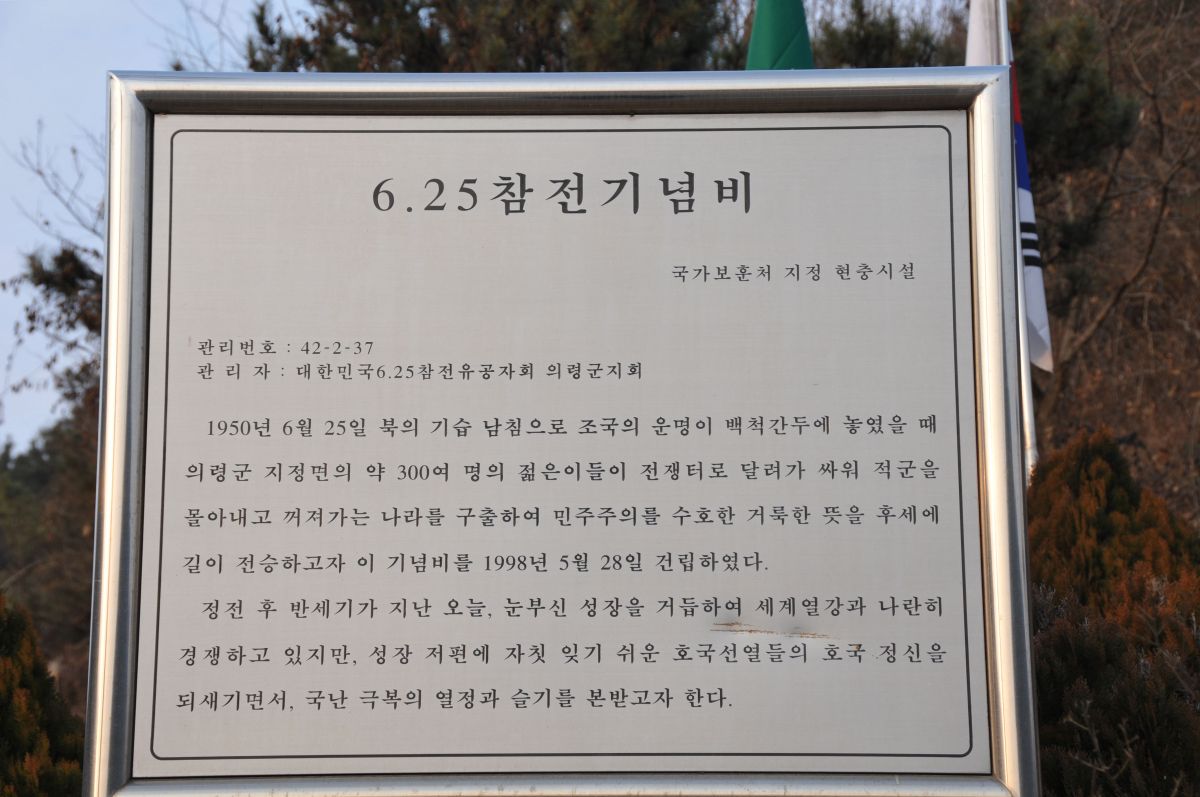 6.25참전기념비
국가보훈처 지정 현충시설
관리번호 : 42-2-37
관 리 자 : 대한민국6.25참전유공자회 의령군지회
1950년 6월 25일 북의 기습 남침으로 조국의 운명이 백척간두에 놓였을 때
의령군 지정면의 약 300여 명의 젊은이들이 전쟁터로 달려가 싸워 적군을
몰아내고 꺼져가는 나라를 구출하여 민주주의를 수호한 거룩한 뜻을 후세에
길이 전승하고자 이 기념비를 1998년 5월 28일 건립하였다.
정전 후 반세기가 지난 오늘, 눈부신 성장을 거듭하여 세계열강과 나란히
경쟁하고 있지만, 성장 저편에 자칫 잊기 쉬운 호국선열들의 호국 정신을
되새기면서, 국난 극복의 열정과 슬기를 본받고자 한다.